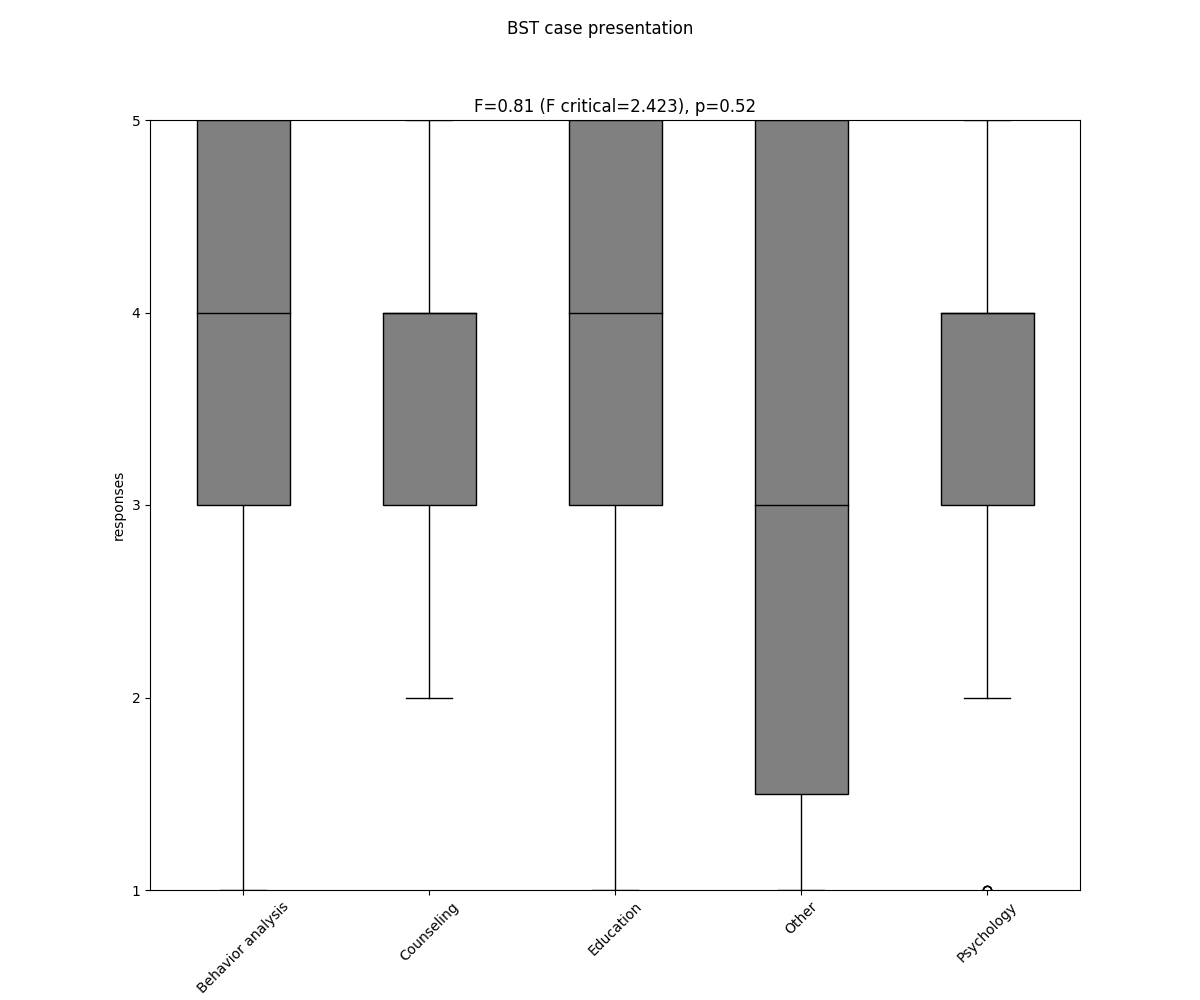 BST case presentation
F=0.81 (F critical=2.423), p=0.52
5
4
3
2
1
responses
Behavior analysis
Counseling
Education
Other
Psychology